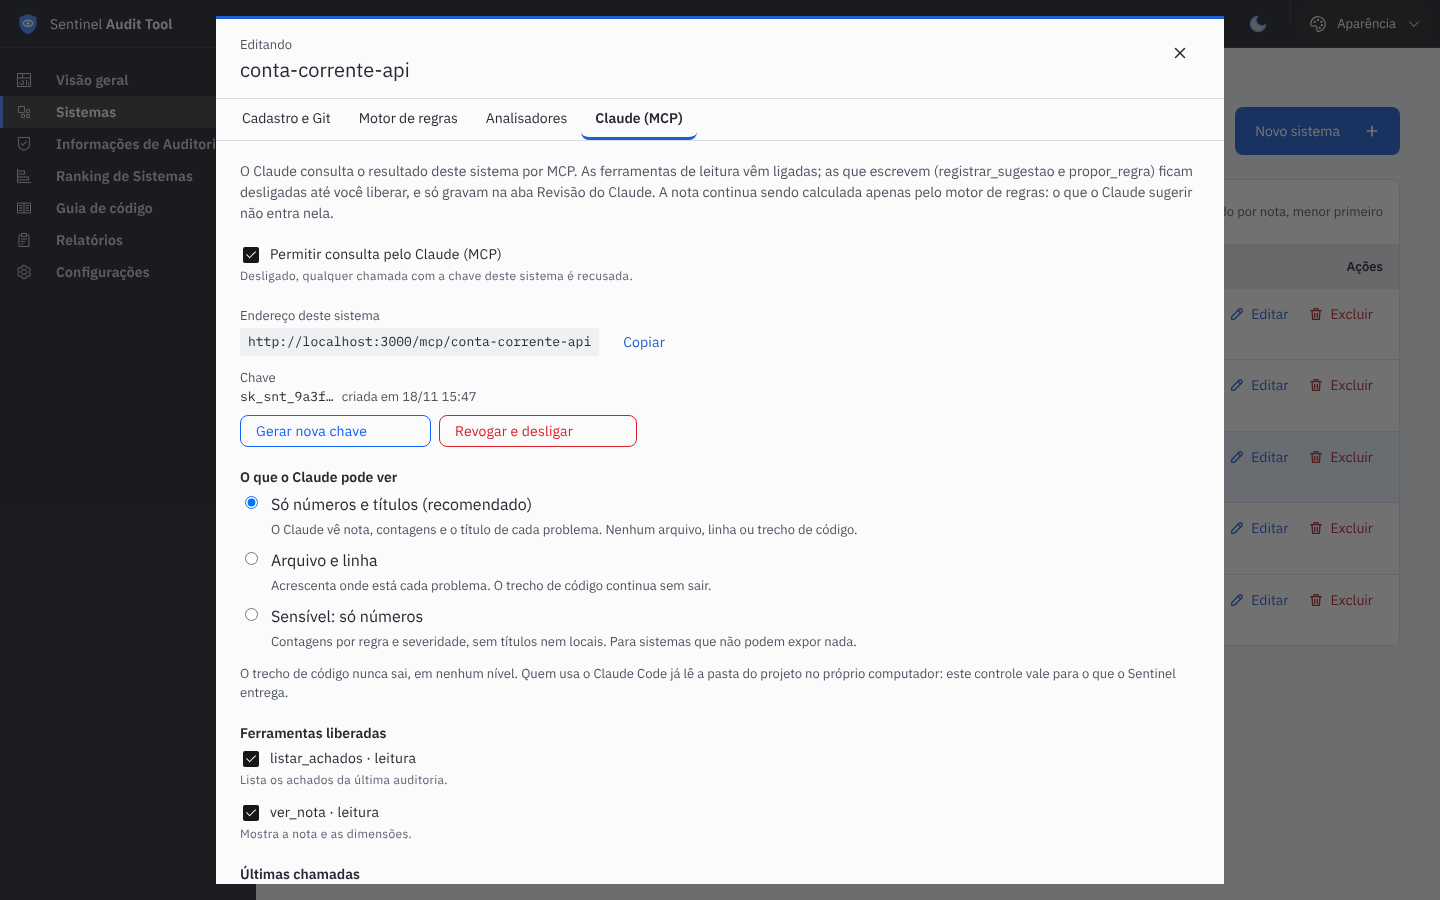 Sentinel Audit Tool
Aparência
Visão geral
Sistemas
Informações de Auditori
Ranking de Sistemas
Guia de código
Relatórios
Configurações
Editando
conta-corrente-api
Cadastro e Git
Motor de regras
Analisadores
Claude (MCP)
O Claude consulta o resultado deste sistema por MCP. As ferramentas de leitura vêm ligadas; as que escrevem (registrar_sugestao e propor_regra) ficam
desligadas até você liberar, e só gravam na aba Revisão do Claude. A nota continua sendo calculada apenas pelo motor de regras: o que o Claude sugerir
não entra nela.
Permitir consulta pelo Claude (MCP)
Desligado, qualquer chamada com a chave deste sistema é recusada.
Endereço deste sistema
http://localhost:3000/mcp/conta-corrente-api
Copiar
Chave
sk_snt_9a3f… criada em 18/11 15:47
Gerar nova chave
Revogar e desligar
O que o Claude pode ver
Só números e títulos (recomendado)
O Claude vê nota, contagens e o título de cada problema. Nenhum arquivo, linha ou trecho de código.
Arquivo e linha
Acrescenta onde está cada problema. O trecho de código continua sem sair.
Sensível: só números
Contagens por regra e severidade, sem títulos nem locais. Para sistemas que não podem expor nada.
O trecho de código nunca sai, em nenhum nível. Quem usa o Claude Code já lê a pasta do projeto no próprio computador: este controle vale para o que o Sentinel
entrega.
Ferramentas liberadas
listar_achados · leitura
Lista os achados da última auditoria.
ver_nota · leitura
Mostra a nota e as dimensões.
Últimas chamadas
Novo sistema
do por nota, menor primeiro
Ações
Editar Excluir
Editar Excluir
Editar Excluir
Editar Excluir
Editar Excluir